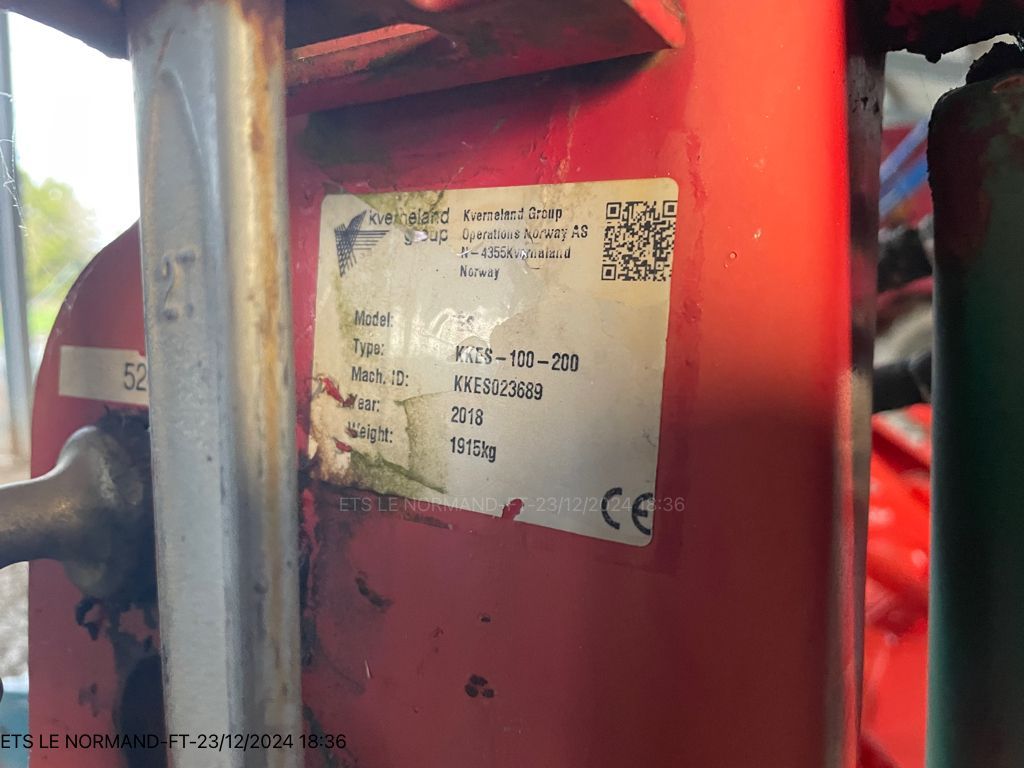 kverneland
group
Kverneland Group
Operations Norway AS
N-4355Kvernaland
Norway
Model:
Type: KKES-100-200
Mach. ID: KKES023689
Year: 2018
Weight: 1915kg
CE
52
ETS LE NORMAND-FT-23/12/2024 18:36
ETS LE NORMAND-FT-23/12/2024 18:36